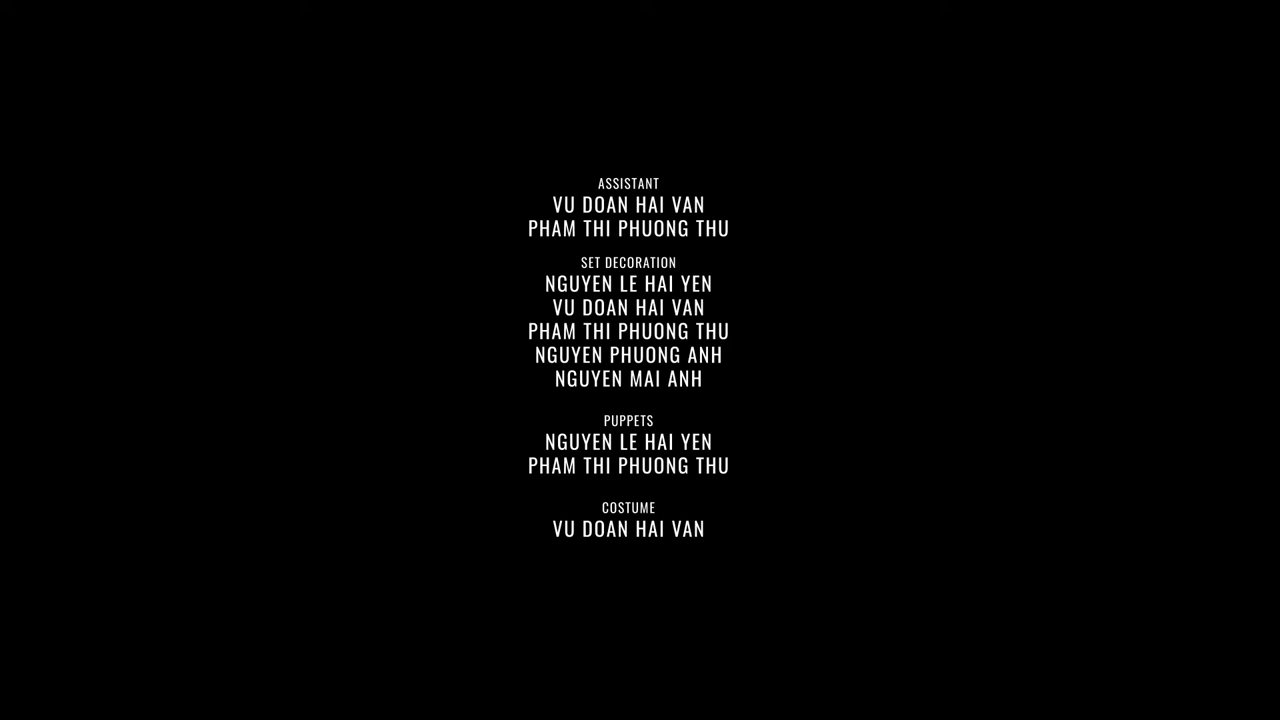 ASSISTANT
VU DOAN HAI VAN
PHAM THI PHUONG THU
SET DECORATION
NGUYEN LE HAI YEN
VU DOAN HAI VAN
PHAM THI PHUONG THU
NGUYEN PHUONG ANH
NGUYEN MAI ANH
PUPPETS
NGUYEN LE HAI YEN
PHAM THI PHUONG THU
COSTUME
VU DOAN HAI VAN